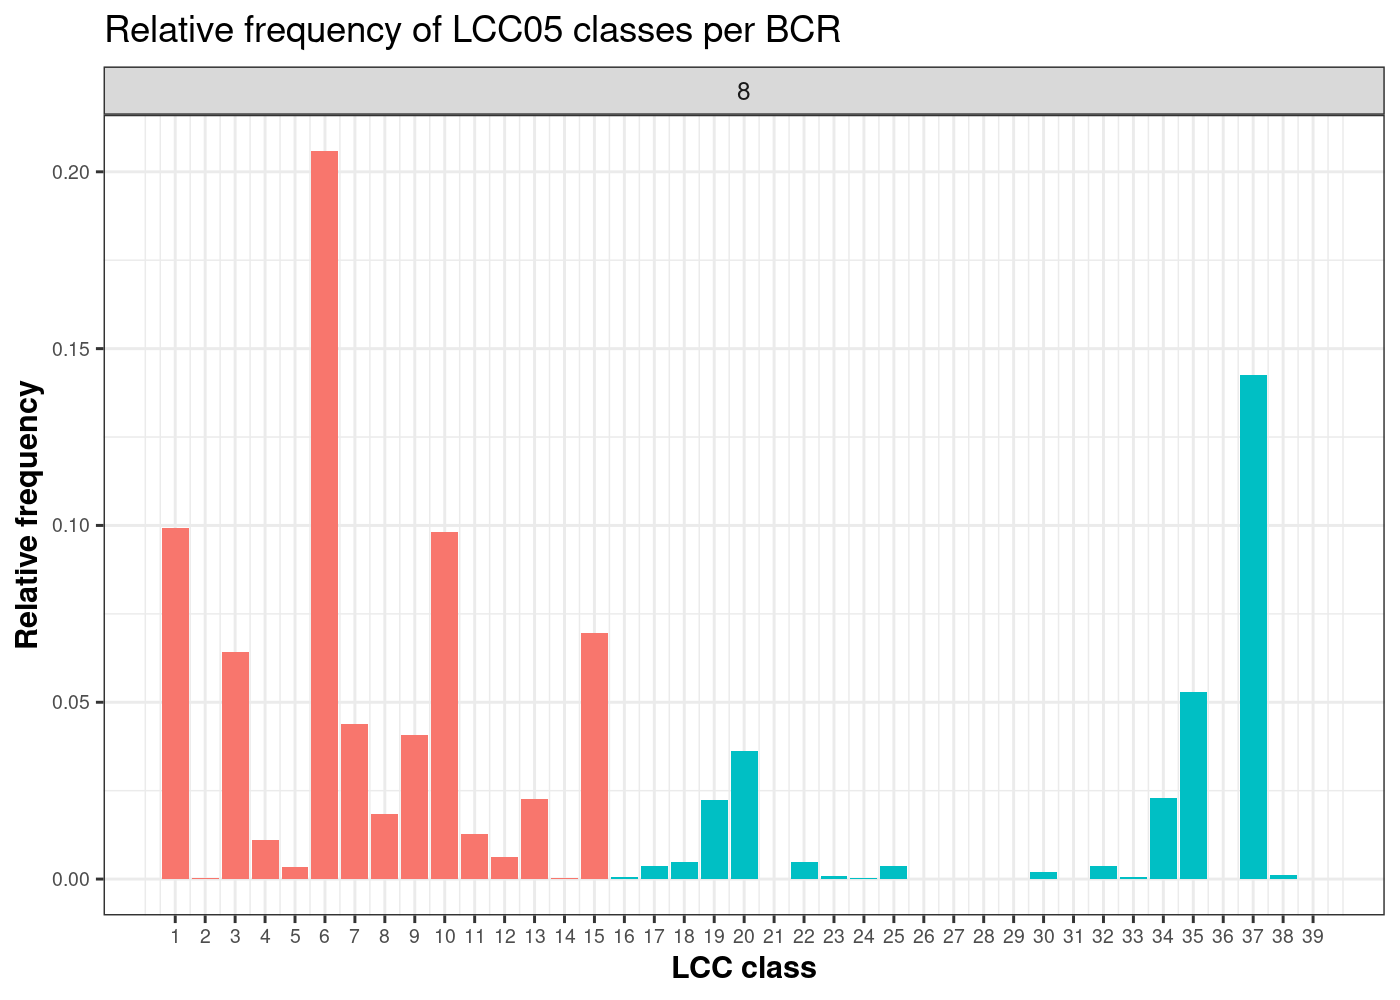 Relative frequency of LCC05 classes per BCR
8
Relative frequency
0.20
0.15
0.10
0.05
0.00
1 2 3 4 5 6 7 8 9 10 11 12 13 14 15 16 17 18 19 20 21 22 23 24 25 26 27 28 29 30 31 32 33 34 35 36 37 38 39
LCC class